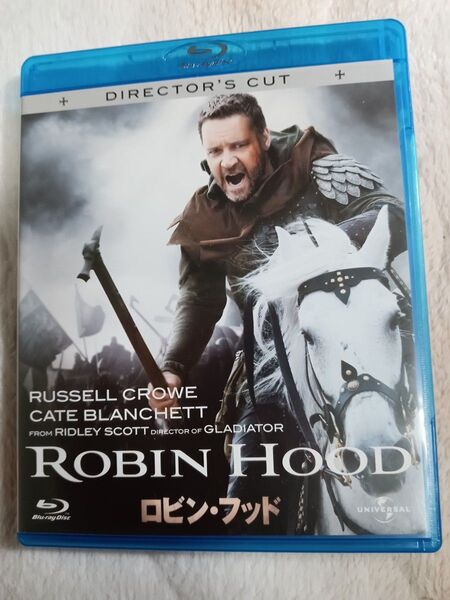 DIRECTOR'S CUT
RUSSELL CROWE
CATE BLANCHETT
FROM RIDLEY SCOTT DIRECTOR OF GLADIATOR
ROBIN HOOD
ロビン・フッド
Blu-ray Disc
UNIVERSAL